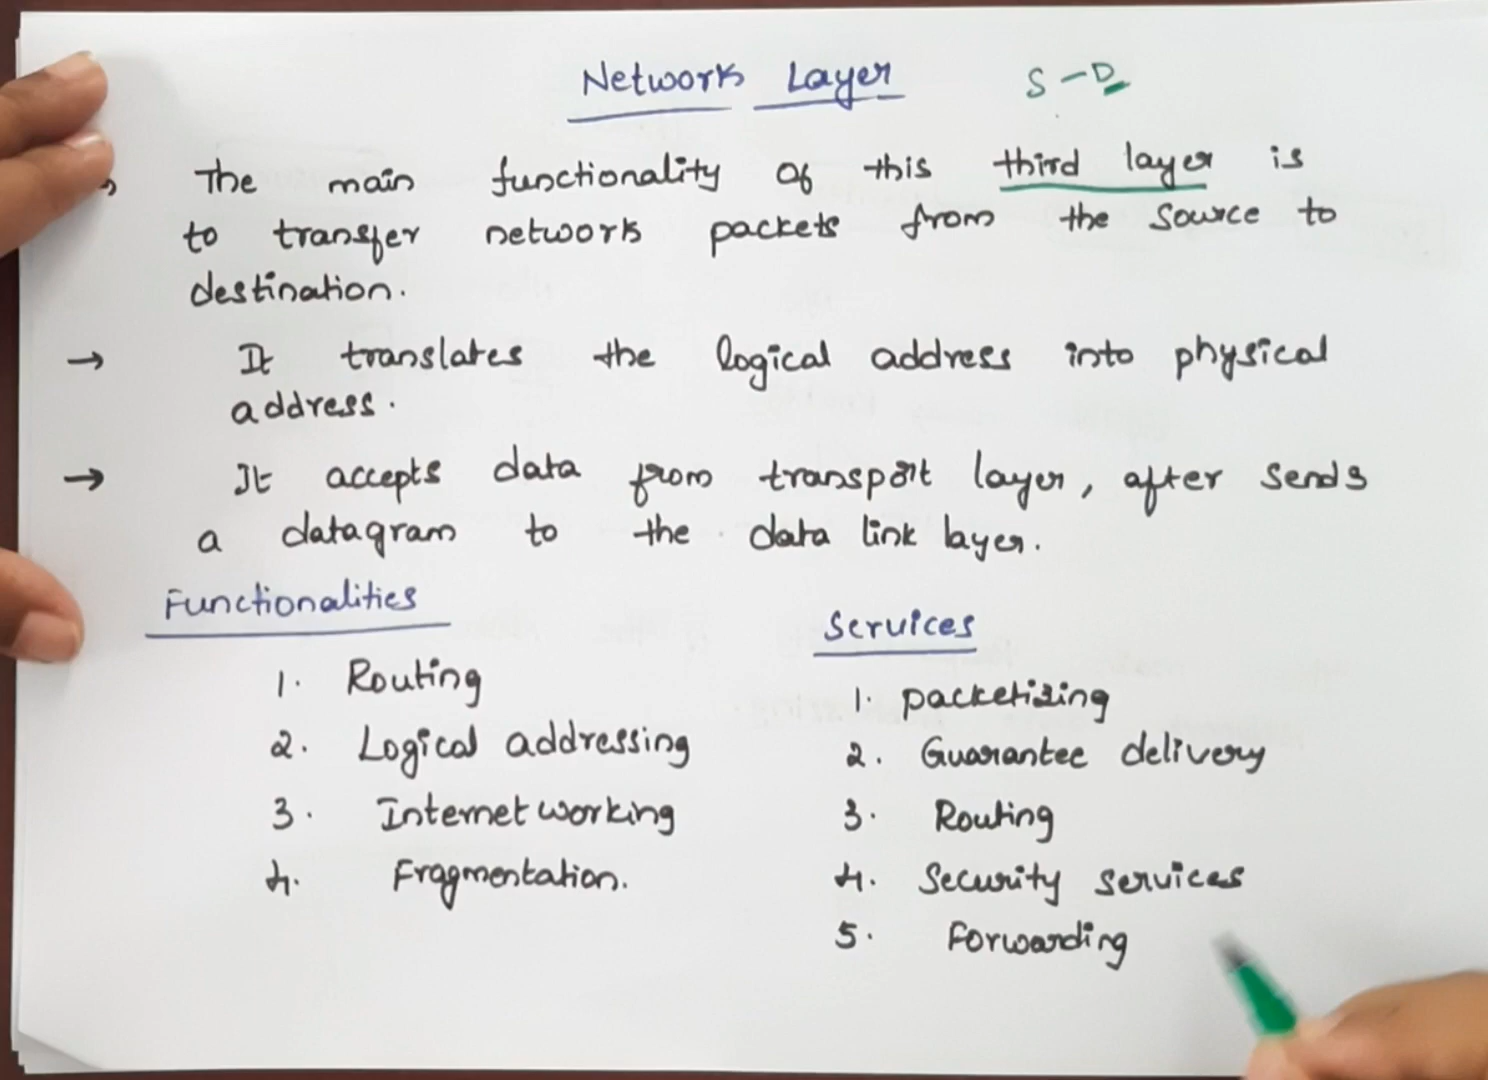 Network Layer S - D
The main functionality of this third layer is
to transfer network packets from the source to
destination.
→ It translates the logical address into physical
address.
→ It accepts data from transport layer, after sends
a datagram to the data link layer.
Functionalities
1. Routing
2. Logical addressing
3. Internetworking
4. Fragmentation.
Services
1. packetizing
2. Guarantee delivery
3. Routing
4. Security services
5. Forwarding